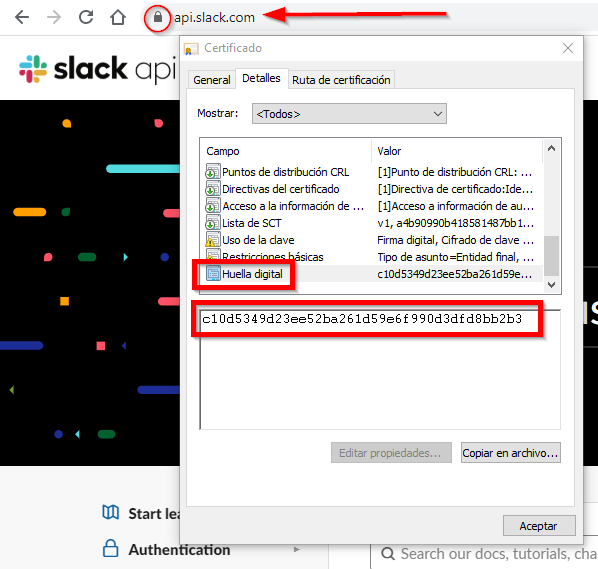 api.slack.com
slack api
Certificado
General
Detalles
Ruta de certificación
Mostrar:
<Todos>
Campo Valor
Puntos de distribución CRL [1]Punto de distribución CRL: ...
Directivas del certificado [1]Directiva de certificado:Ide...
Acceso a la información de ... [1]Acceso a información de au...
Lista de SCT v1, a4b90990b418581487bb1...
Uso de la clave Firma digital, Cifrado de clave ...
Restricciones básicas Tipo de asunto=Entidad final, ...
Huella digital c10d5349d23ee52ba261d59e...
c10d5349d23ee52ba261d59e6f990d3dfd8bb2b3
Editar propiedades...
Copiar en archivo...
Aceptar
Start lea
Authentication
Search our docs, tutorials, cha